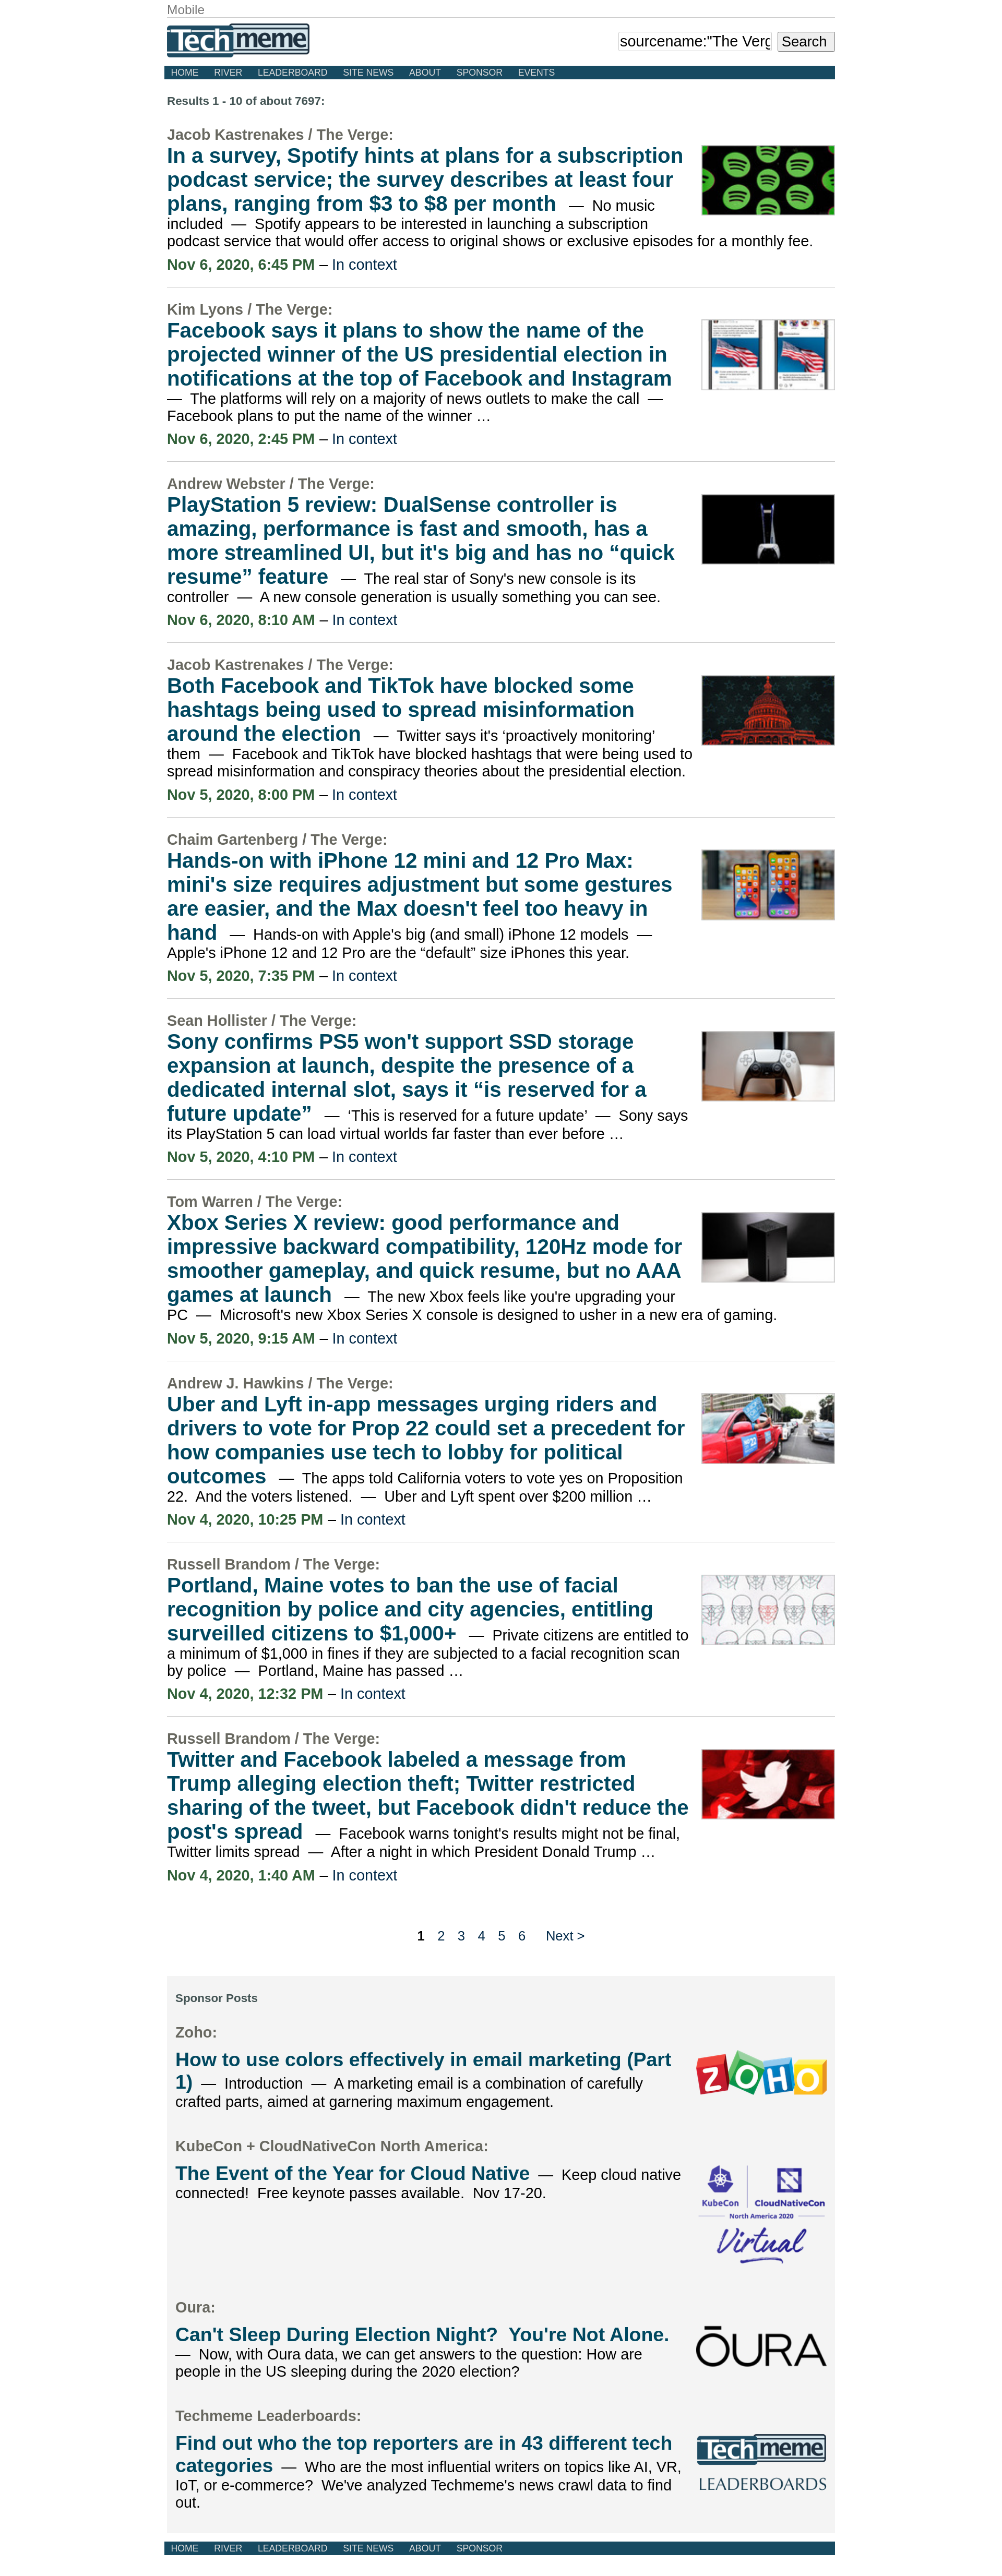 Mobile
Techmeme
sourcename:"The Verg
Search
HOME RIVER LEADERBOARD SITE NEWS ABOUT SPONSOR EVENTS
Results 1 - 10 of about 7697:
Jacob Kastrenakes / The Verge:
In a survey, Spotify hints at plans for a subscription
podcast service; the survey describes at least four
plans, ranging from $3 to $8 per month — No music
included — Spotify appears to be interested in launching a subscription
podcast service that would offer access to original shows or exclusive episodes for a monthly fee.
Nov 6, 2020, 6:45 PM – In context
Kim Lyons / The Verge:
Facebook says it plans to show the name of the
projected winner of the US presidential election in
notifications at the top of Facebook and Instagram
— The platforms will rely on a majority of news outlets to make the call —
Facebook plans to put the name of the winner …
Nov 6, 2020, 2:45 PM – In context
Andrew Webster / The Verge:
PlayStation 5 review: DualSense controller is
amazing, performance is fast and smooth, has a
more streamlined UI, but it's big and has no “quick
resume” feature — The real star of Sony's new console is its
controller — A new console generation is usually something you can see.
Nov 6, 2020, 8:10 AM – In context
Jacob Kastrenakes / The Verge:
Both Facebook and TikTok have blocked some
hashtags being used to spread misinformation
around the election — Twitter says it's ‘proactively monitoring’
them — Facebook and TikTok have blocked hashtags that were being used to
spread misinformation and conspiracy theories about the presidential election.
Nov 5, 2020, 8:00 PM – In context
Chaim Gartenberg / The Verge:
Hands-on with iPhone 12 mini and 12 Pro Max:
mini's size requires adjustment but some gestures
are easier, and the Max doesn't feel too heavy in
hand — Hands-on with Apple's big (and small) iPhone 12 models —
Apple's iPhone 12 and 12 Pro are the “default” size iPhones this year.
Nov 5, 2020, 7:35 PM – In context
Sean Hollister / The Verge:
Sony confirms PS5 won't support SSD storage
expansion at launch, despite the presence of a
dedicated internal slot, says it “is reserved for a
future update” — ‘This is reserved for a future update’ — Sony says
its PlayStation 5 can load virtual worlds far faster than ever before …
Nov 5, 2020, 4:10 PM – In context
Tom Warren / The Verge:
Xbox Series X review: good performance and
impressive backward compatibility, 120Hz mode for
smoother gameplay, and quick resume, but no AAA
games at launch — The new Xbox feels like you're upgrading your
PC — Microsoft's new Xbox Series X console is designed to usher in a new era of gaming.
Nov 5, 2020, 9:15 AM – In context
Andrew J. Hawkins / The Verge:
Uber and Lyft in-app messages urging riders and
drivers to vote for Prop 22 could set a precedent for
how companies use tech to lobby for political
outcomes — The apps told California voters to vote yes on Proposition
22. And the voters listened. — Uber and Lyft spent over $200 million …
Nov 4, 2020, 10:25 PM – In context
Russell Brandom / The Verge:
Portland, Maine votes to ban the use of facial
recognition by police and city agencies, entitling
surveilled citizens to $1,000+ — Private citizens are entitled to
a minimum of $1,000 in fines if they are subjected to a facial recognition scan
by police — Portland, Maine has passed …
Nov 4, 2020, 12:32 PM – In context
Russell Brandom / The Verge:
Twitter and Facebook labeled a message from
Trump alleging election theft; Twitter restricted
sharing of the tweet, but Facebook didn't reduce the
post's spread — Facebook warns tonight's results might not be final,
Twitter limits spread — After a night in which President Donald Trump …
Nov 4, 2020, 1:40 AM – In context
1 2 3 4 5 6 Next >
Sponsor Posts
Zoho:
How to use colors effectively in email marketing (Part
1) — Introduction — A marketing email is a combination of carefully
crafted parts, aimed at garnering maximum engagement.
ZOHO
KubeCon + CloudNativeCon North America:
The Event of the Year for Cloud Native — Keep cloud native
connected! Free keynote passes available. Nov 17-20.
KubeCon CloudNativeCon
North America 2020
Virtual
Oura:
Can't Sleep During Election Night? You're Not Alone.
— Now, with Oura data, we can get answers to the question: How are
people in the US sleeping during the 2020 election?
ŌURA
Techmeme Leaderboards:
Find out who the top reporters are in 43 different tech
categories — Who are the most influential writers on topics like AI, VR,
IoT, or e-commerce? We've analyzed Techmeme's news crawl data to find
out.
Techmeme
LEADERBOARDS
HOME RIVER LEADERBOARD SITE NEWS ABOUT SPONSOR